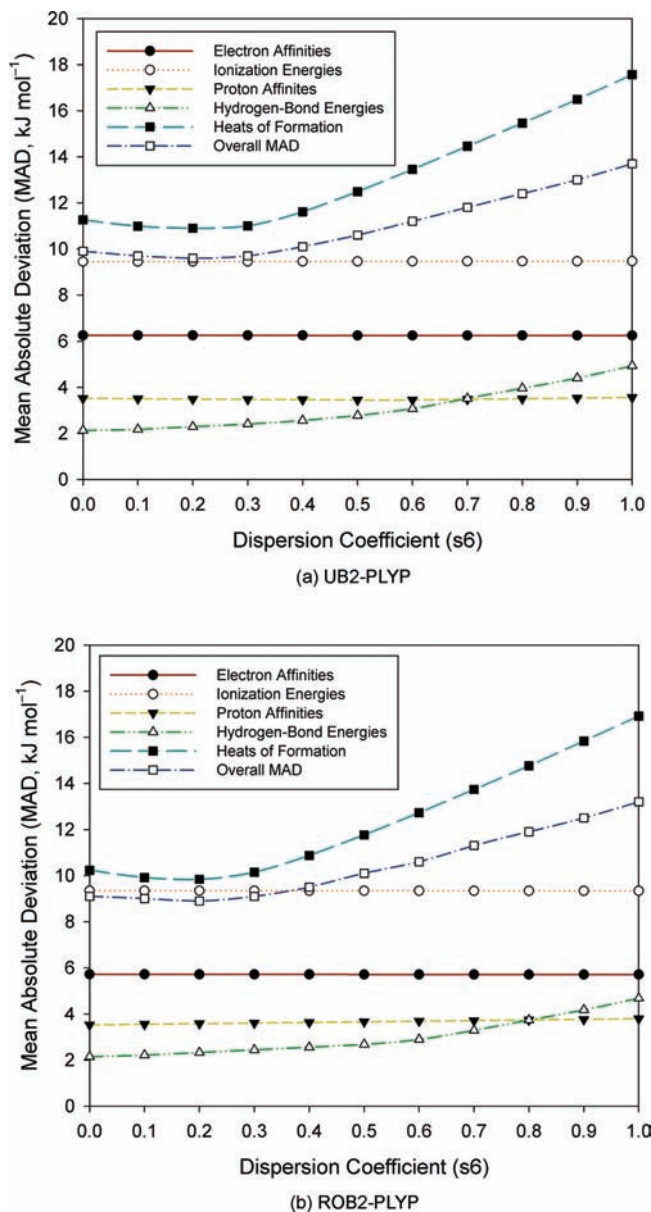 Mean Absolute Deviation (MAD, kJ mol⁻¹)
20
18
16
14
12
10
8
6
4
2
0
Electron Affinities
Ionization Energies
Proton Affinites
Hydrogen-Bond Energies
Heats of Formation
Overall MAD
0.0 0.1 0.2 0.3 0.4 0.5 0.6 0.7 0.8 0.9 1.0
Dispersion Coefficient (s6)
(a) UB2-PLYP
Mean Absolute Deviation (MAD, kJ mol⁻¹)
20
18
16
14
12
10
8
6
4
2
0
Electron Affinities
Ionization Energies
Proton Affinities
Hydrogen-Bond Energies
Heats of Formation
Overall MAD
0.0 0.1 0.2 0.3 0.4 0.5 0.6 0.7 0.8 0.9 1.0
Dispersion Coefficient (s6)
(b) ROB2-PLYP